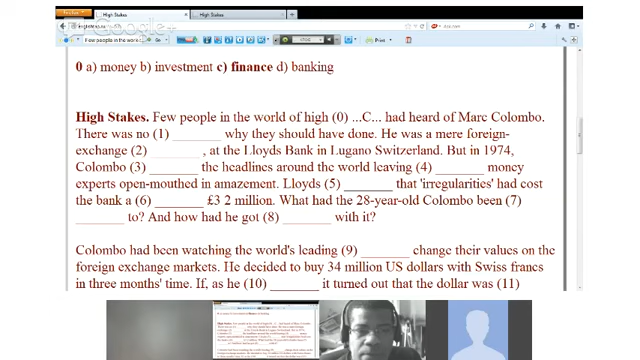 High Stakes
High Stakes
Few people in the world
Print
0 a) money b) investment c) finance d) banking
High Stakes. Few people in the world of high (0) ...C... had heard of Marc Colombo.
There was no (1) _______ why they should have done. He was a mere foreign-
exchange (2) _______, at the Lloyds Bank in Lugano Switzerland. But in 1974,
Colombo (3) _______ the headlines around the world leaving (4) _______ money
experts open-mouthed in amazement. Lloyds (5) _______ that 'irregularities' had cost
the bank a (6) _______ £3 2 million. What had the 28-year-old Colombo been (7)
_______ to? And how had he got (8) _______ with it?
Colombo had been watching the world's leading (9) _______ change their values on the
foreign exchange markets. He decided to buy 34 million US dollars with Swiss francs
in three months' time. If, as he (10) _______ it turned out that the dollar was (11)